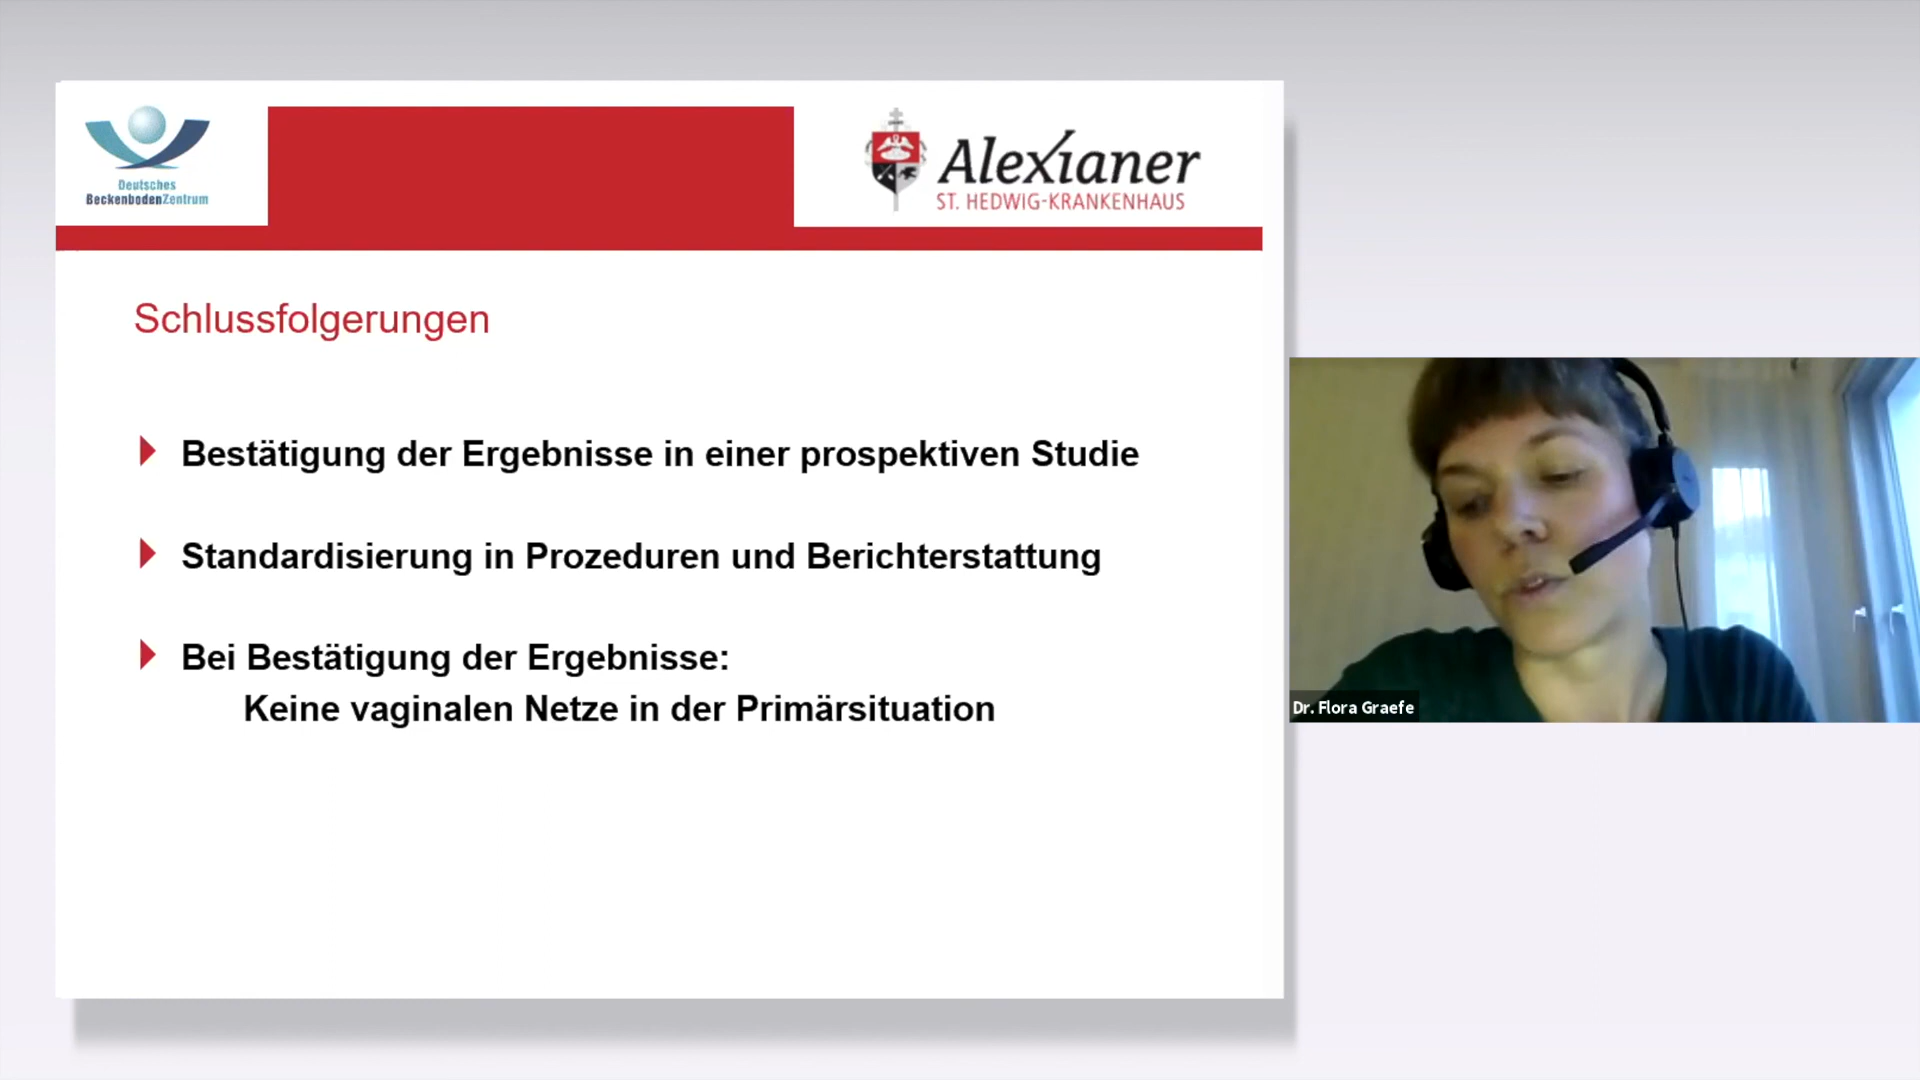 Deutsches
BeckenbodenZentrum
Alexianer
ST. HEDWIG-KRANKENHAUS
Schlussfolgerungen
Bestätigung der Ergebnisse in einer prospektiven Studie
Standardisierung in Prozeduren und Berichterstattung
Bei Bestätigung der Ergebnisse:
Keine vaginalen Netze in der Primärsituation
Dr. Flora Graefe